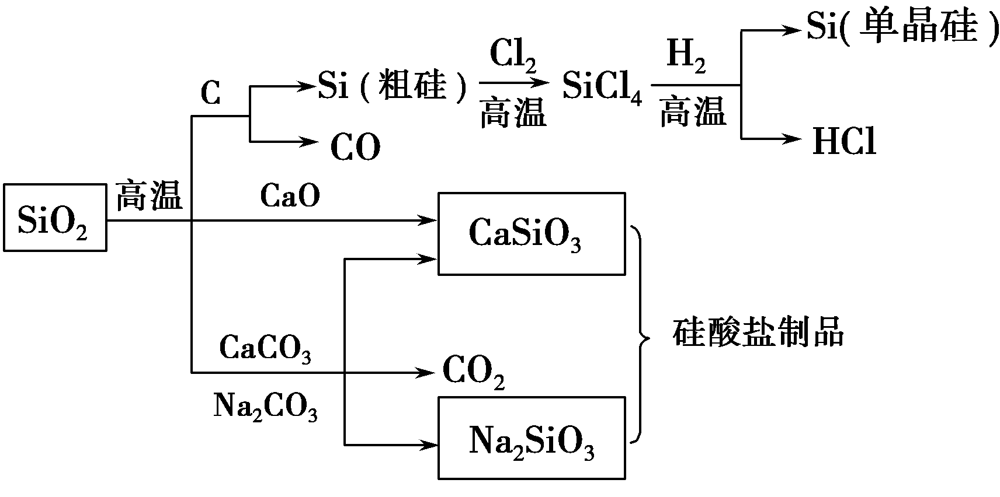 Si(单晶硅)
Cl₂
H₂
C
Si(粗硅)
高温
SiCl₄
高温
CO
HCl
高温
CaO
SiO₂
CaSiO₃
硅酸盐制品
CaCO₃
CO₂
Na₂CO₃
Na₂SiO₃